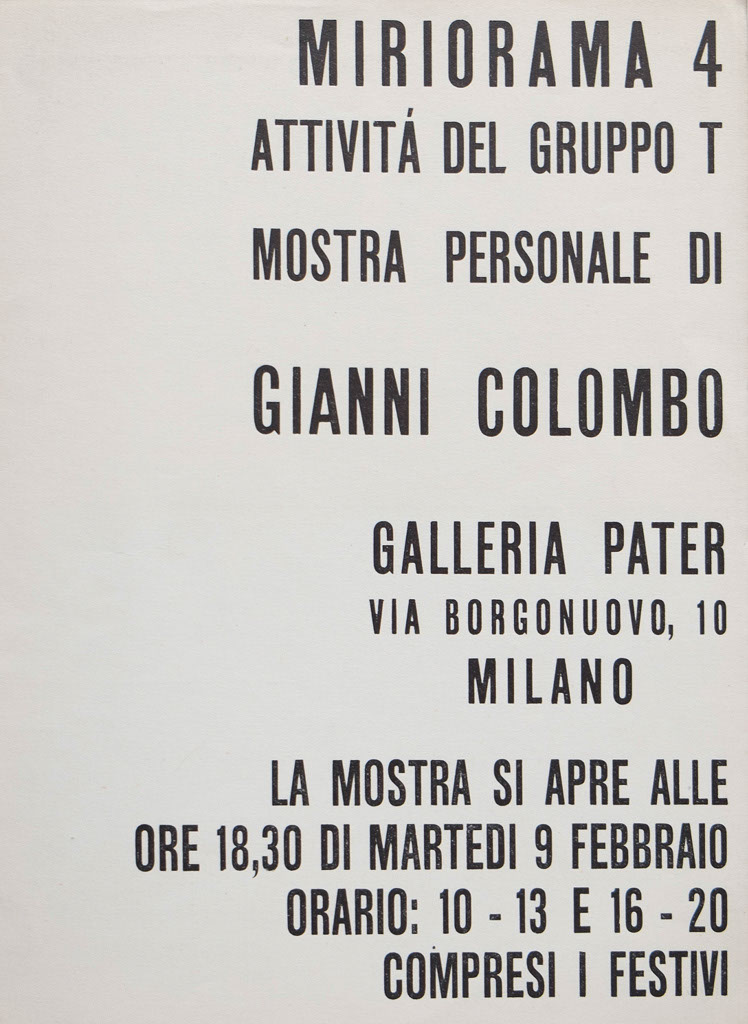 MIRIORAMA 4
ATTIVITÁ DEL GRUPPO T
MOSTRA PERSONALE DI
GIANNI COLOMBO
GALLERIA PATER
VIA BORGONUOVO, 10
MILANO
LA MOSTRA SI APRE ALLE
ORE 18,30 DI MARTEDI 9 FEBBRAIO
ORARIO: 10 - 13 E 16 - 20
COMPRESI I FESTIVI